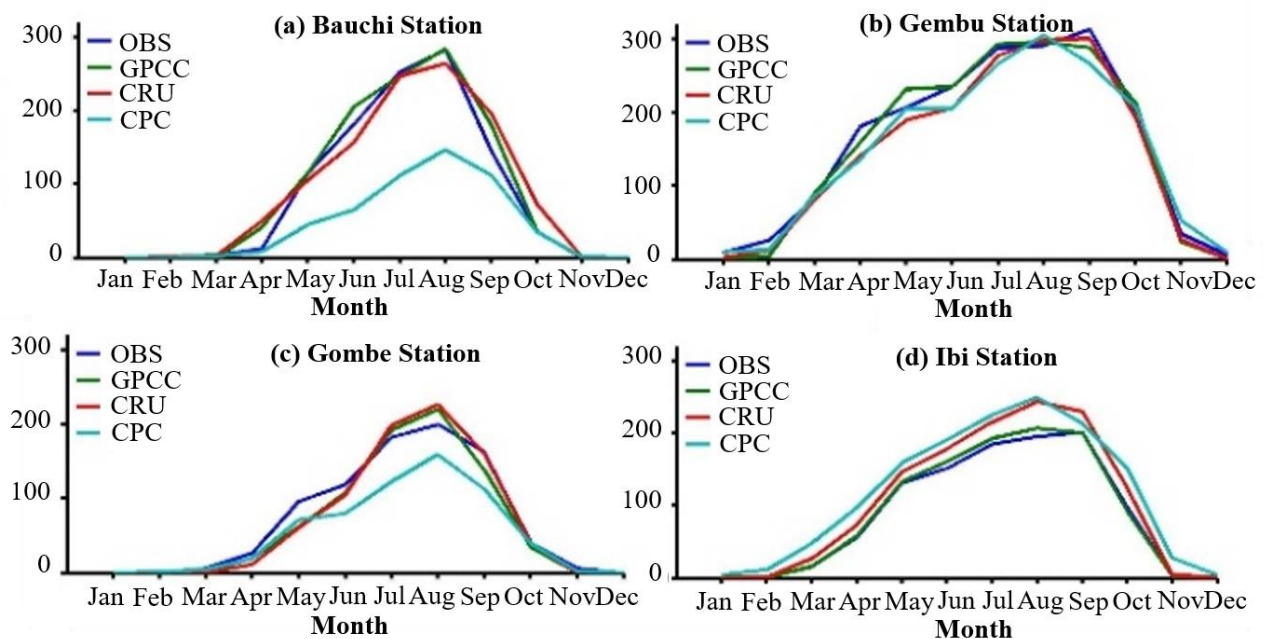 (a) Bauchi Station
300
200
100
0
OBS
GPCC
CRU
CPC
Jan Feb Mar Apr May Jun Jul Aug Sep Oct Nov Dec
Month
(b) Gembu Station
300
200
100
0
OBS
GPCC
CRU
CPC
Jan Feb Mar Apr May Jun Jul Aug Sep Oct Nov Dec
Month
(c) Gombe Station
300
200
100
0
OBS
GPCC
CRU
CPC
Jan Feb Mar Apr May Jun Jul Aug Sep Oct Nov Dec
Month
(d) Ibi Station
300
200
100
0
OBS
GPCC
CRU
CPC
Jan Feb Mar Apr May Jun Jul Aug Sep Oct Nov Dec
Month